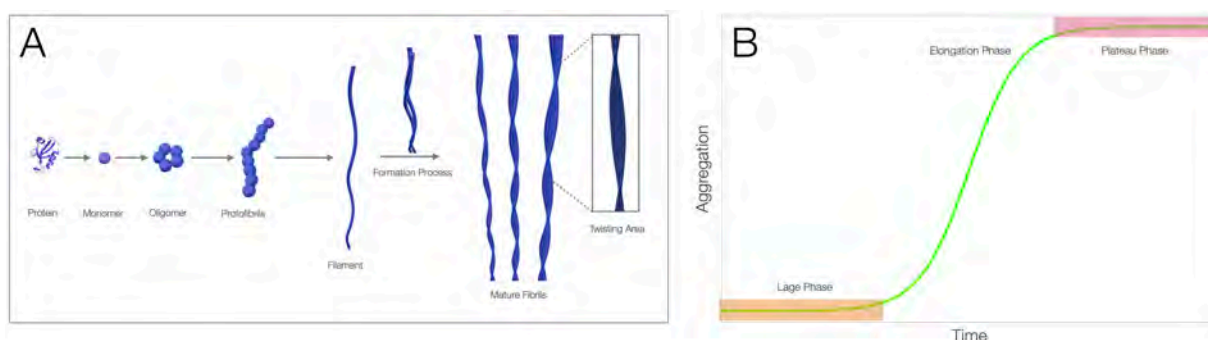 A
Protein
Monomer
Oligomer
Protofibrils
Filament
Formation Process
Mature Fibrils
Twisting Area
B
Aggregation
Elongation Phase
Plateau Phase
Lage Phase
Time